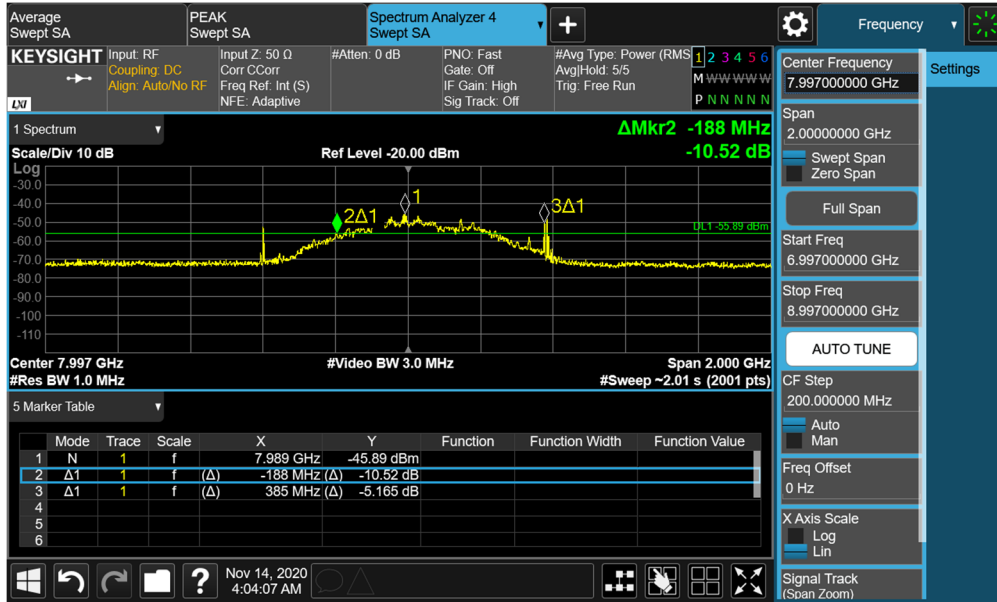 Average
Swept SA
PEAK
Swept SA
Spectrum Analyzer 4
Swept SA
Frequency
KEYSIGHT
LXI
Input: RF
Coupling: DC
Align: Auto/No RF
Input Z: 50 Ω
Corr CCorr
Freq Ref: Int (S)
NFE: Adaptive
#Atten: 0 dB
PNO: Fast
Gate: Off
IF Gain: High
Sig Track: Off
#Avg Type: Power (RMS
Avg|Hold: 5/5
Trig: Free Run
1 2 3 4 5 6
M W W W W W
P N N N N N
1 Spectrum
ΔMkr2 -188 MHz
-10.52 dB
Scale/Div 10 dB
Ref Level -20.00 dBm
Log
-30.0
-40.0
-50.0
-60.0
-70.0
-80.0
-90.0
-100
-110
2Δ1
1
3Δ1
DL1 -55.89 dBm
Center 7.997 GHz
#Video BW 3.0 MHz
Span 2.000 GHz
#Res BW 1.0 MHz
#Sweep ~2.01 s (2001 pts)
5 Marker Table
Mode Trace Scale X Y Function Function Width Function Value
1 N 1 f 7.989 GHz -45.89 dBm
2 Δ1 1 f (Δ) -188 MHz (Δ) -10.52 dB
3 Δ1 1 f (Δ) 385 MHz (Δ) -5.165 dB
4
5
6
Nov 14, 2020
4:04:07 AM
Center Frequency
7.997000000 GHz
Span
2.00000000 GHz
Swept Span
Zero Span
Full Span
Start Freq
6.997000000 GHz
Stop Freq
8.997000000 GHz
AUTO TUNE
CF Step
200.000000 MHz
Auto
Man
Freq Offset
0 Hz
X Axis Scale
Log
Lin
Signal Track
(Span Zoom)
Settings